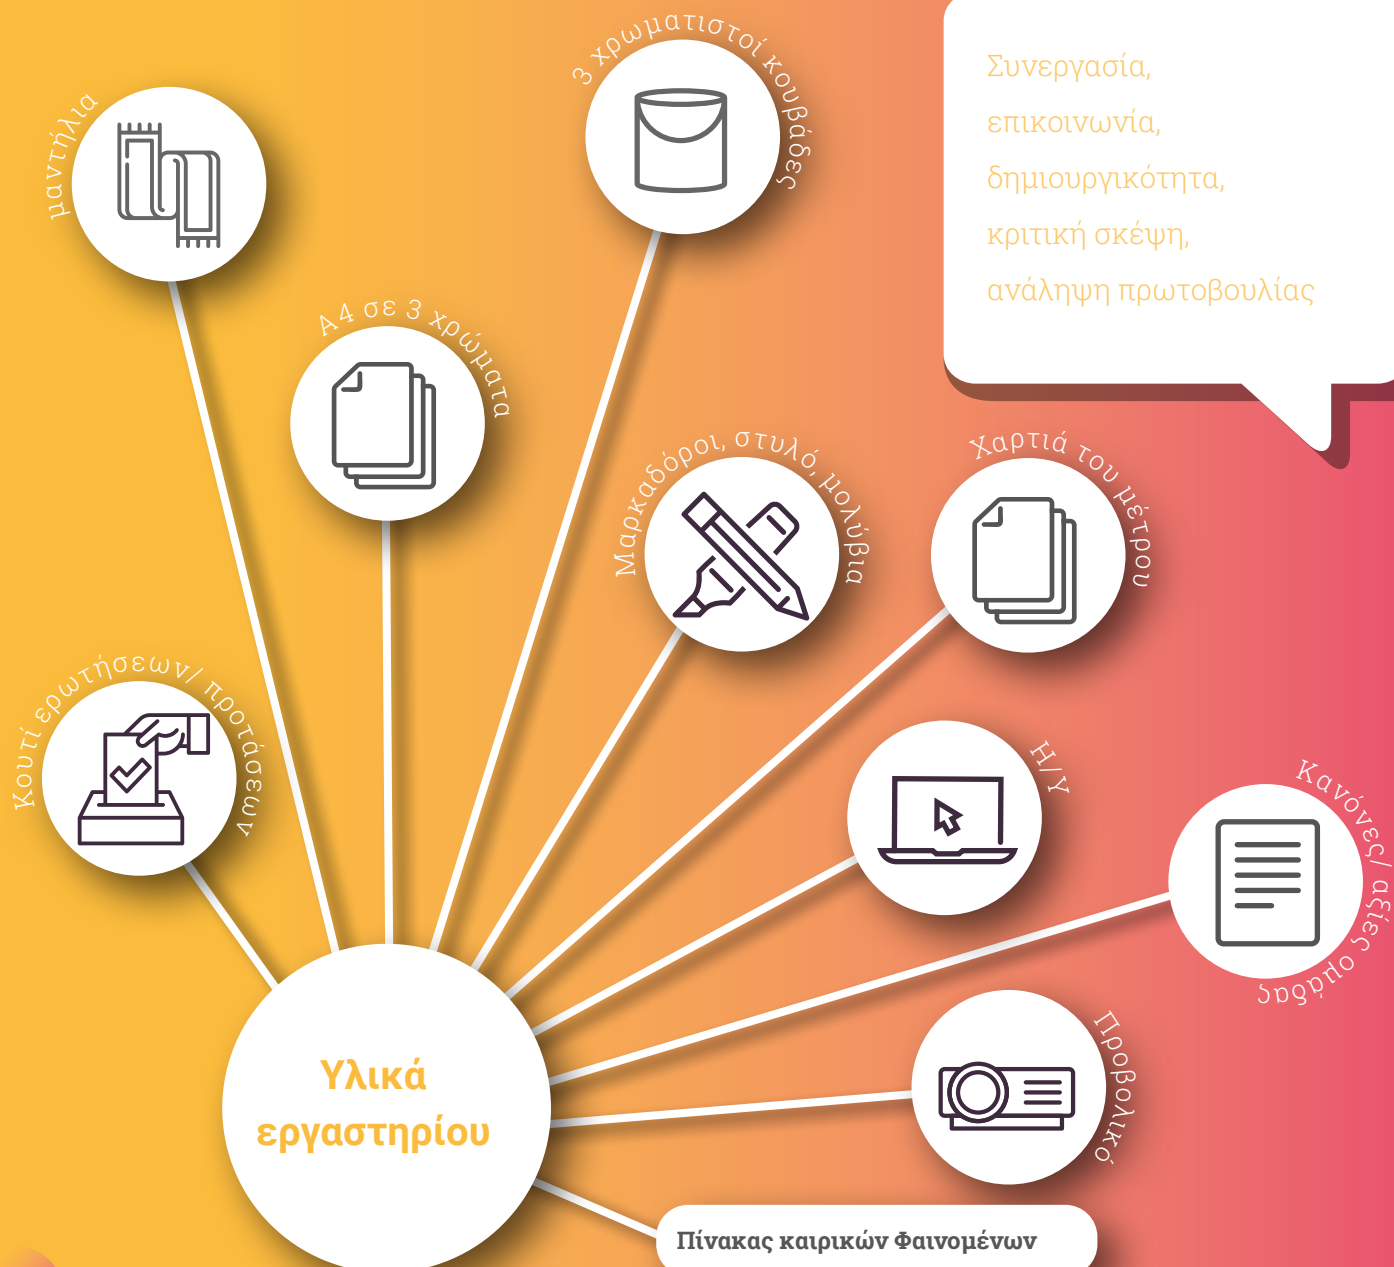 3 χρωματιστοί κουβάδες
μαντήλια
Συνεργασία,
επικοινωνία,
δημιουργικότητα,
κριτική σκέψη,
ανάληψη πρωτοβουλίας
Α4 σε 3 χρώματα
Μαρκαδόροι, στυλό, μολύβια
Χαρτιά του μέτρου
Κουτί ερωτήσεων/ προτάσεων
Η/Υ
Κανόνες/ αξίες ομάδας
Προβολικό
Υλικά
εργαστηρίου
Πίνακας καιρικών Φαινομένων